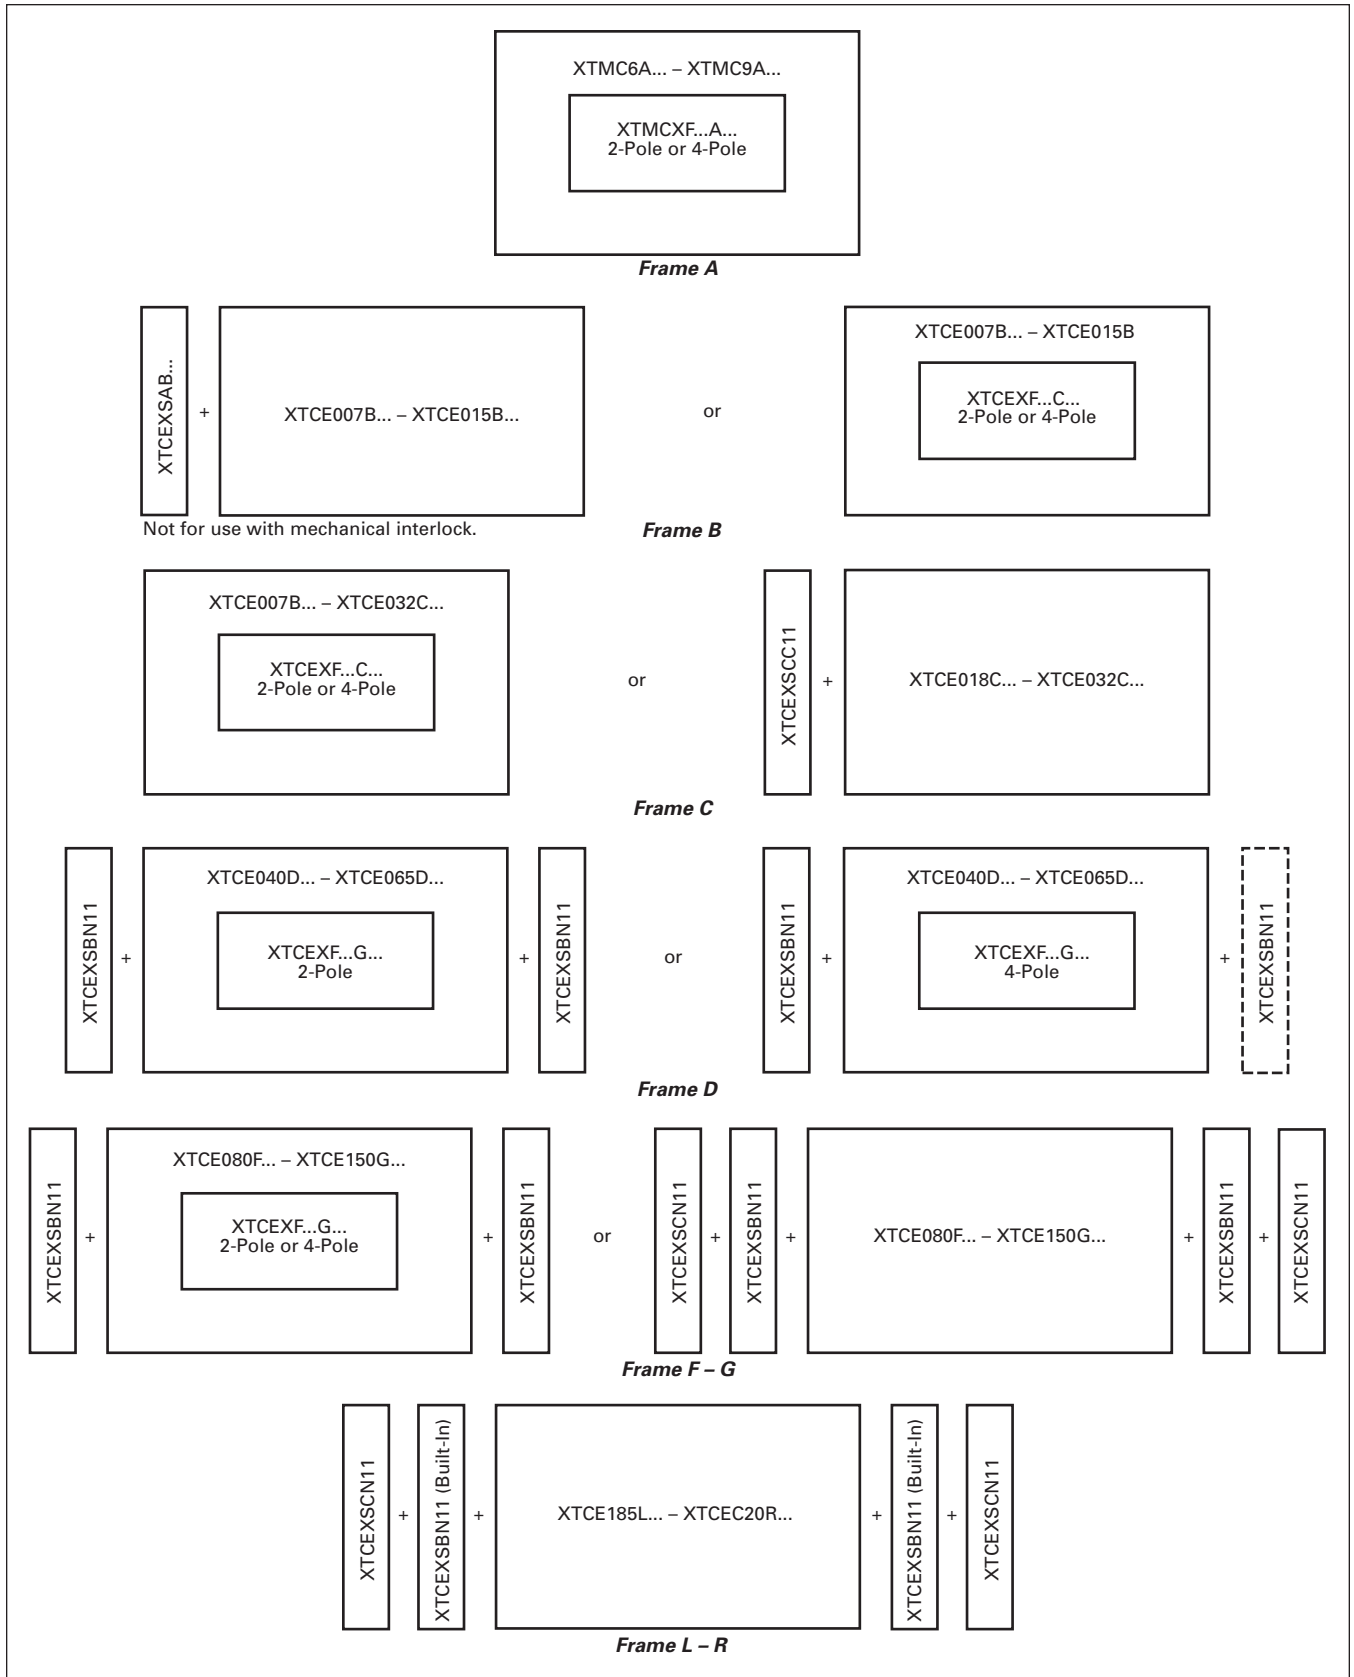 XTMC6A... – XTMC9A...
XTMCXF...A...
2-Pole or 4-Pole
Frame A
XTCEXSAB...
+
XTCE007B... – XTCE015B...
or
XTCE007B... – XTCE015B
XTCEXF...C...
2-Pole or 4-Pole
Not for use with mechanical interlock.
Frame B
XTCE007B... – XTCE032C...
XTCEXF...C...
2-Pole or 4-Pole
or
XTCEXSCC11
+
XTCE018C... – XTCE032C...
Frame C
XTCEXSBN11
+
XTCE040D... – XTCE065D...
XTCEXF...G...
2-Pole
+
XTCEXSBN11
or
XTCEXSBN11
+
XTCE040D... – XTCE065D...
XTCEXF...G...
4-Pole
+
XTCEXSBN11
Frame D
XTCEXSBN11
+
XTCE080F... – XTCE150G...
XTCEXF...G...
2-Pole or 4-Pole
+
XTCEXSBN11
or
XTCEXSCN11
+
XTCEXSBN11
+
XTCE080F... – XTCE150G...
+
XTCEXSBN11
+
XTCEXSCN11
Frame F – G
XTCEXSCN11
+
XTCEXSBN11 (Built-In)
+
XTCE185L... – XTCEC20R...
+
XTCEXSBN11 (Built-In)
+
XTCEXSCN11
Frame L – R